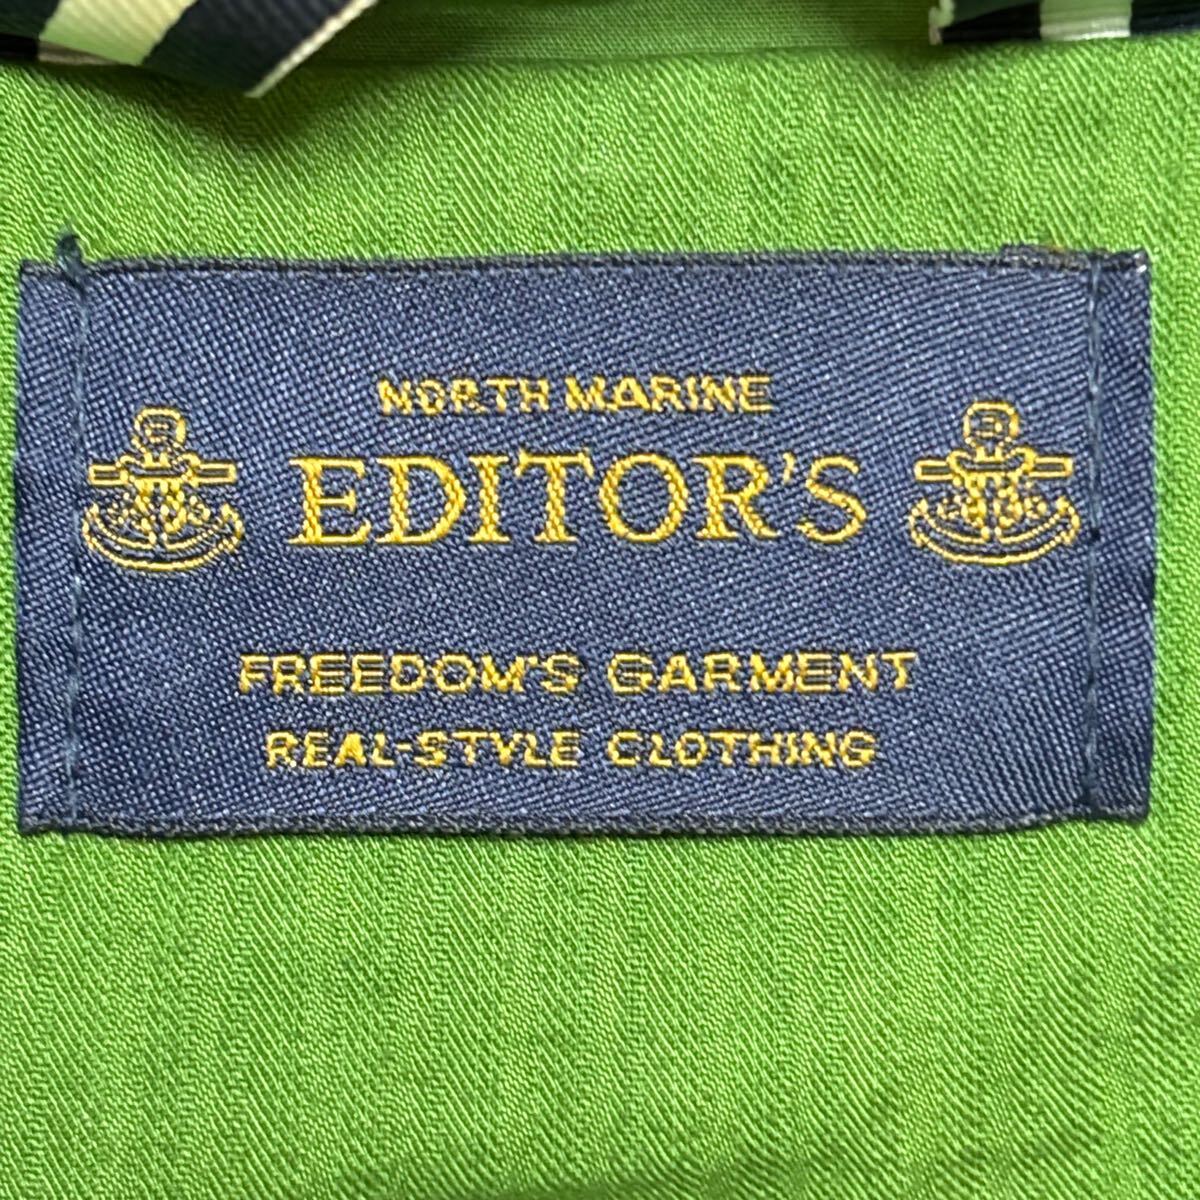 NORTH MARINE
EDITOR'S
FREEDOM'S GARMENT
REAL-STYLE CLOTHING